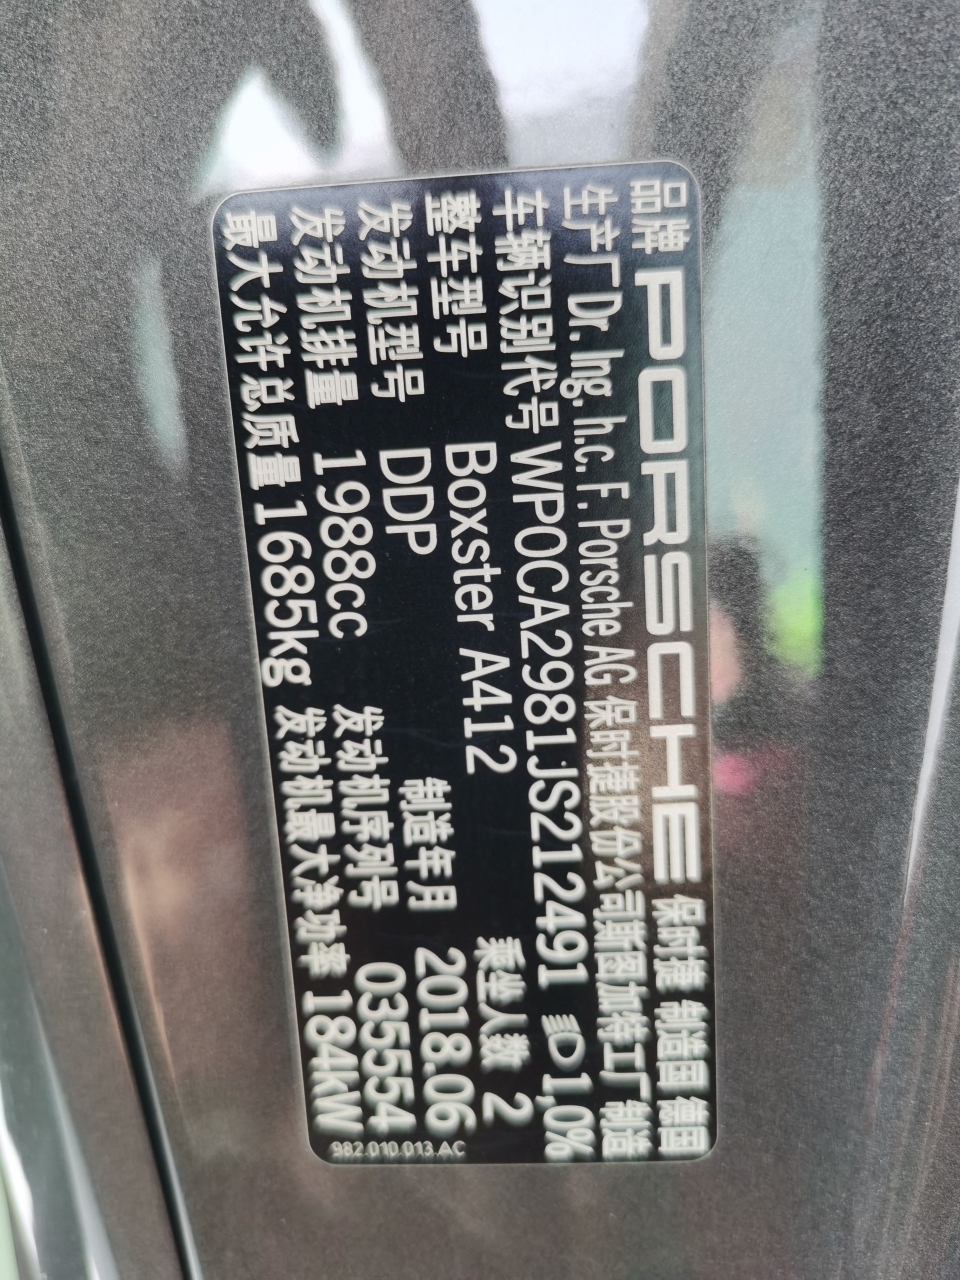 品牌 PORSCHE 保时捷 制造国 德国
生产厂 Dr. Ing. h.c. F. Porsche AG 保时捷股份公司斯图加特工厂制造
车辆识别代号 WP0CA2981JS212491 1,0%
整车型号 Boxster A412 乘坐人数 2
发动机型号 DDP 制造年月 2018.06
发动机排量 1988cc 发动机序列号 035554
最大允许总质量 1685kg 发动机最大净功率 184kW
982.010.013.AC